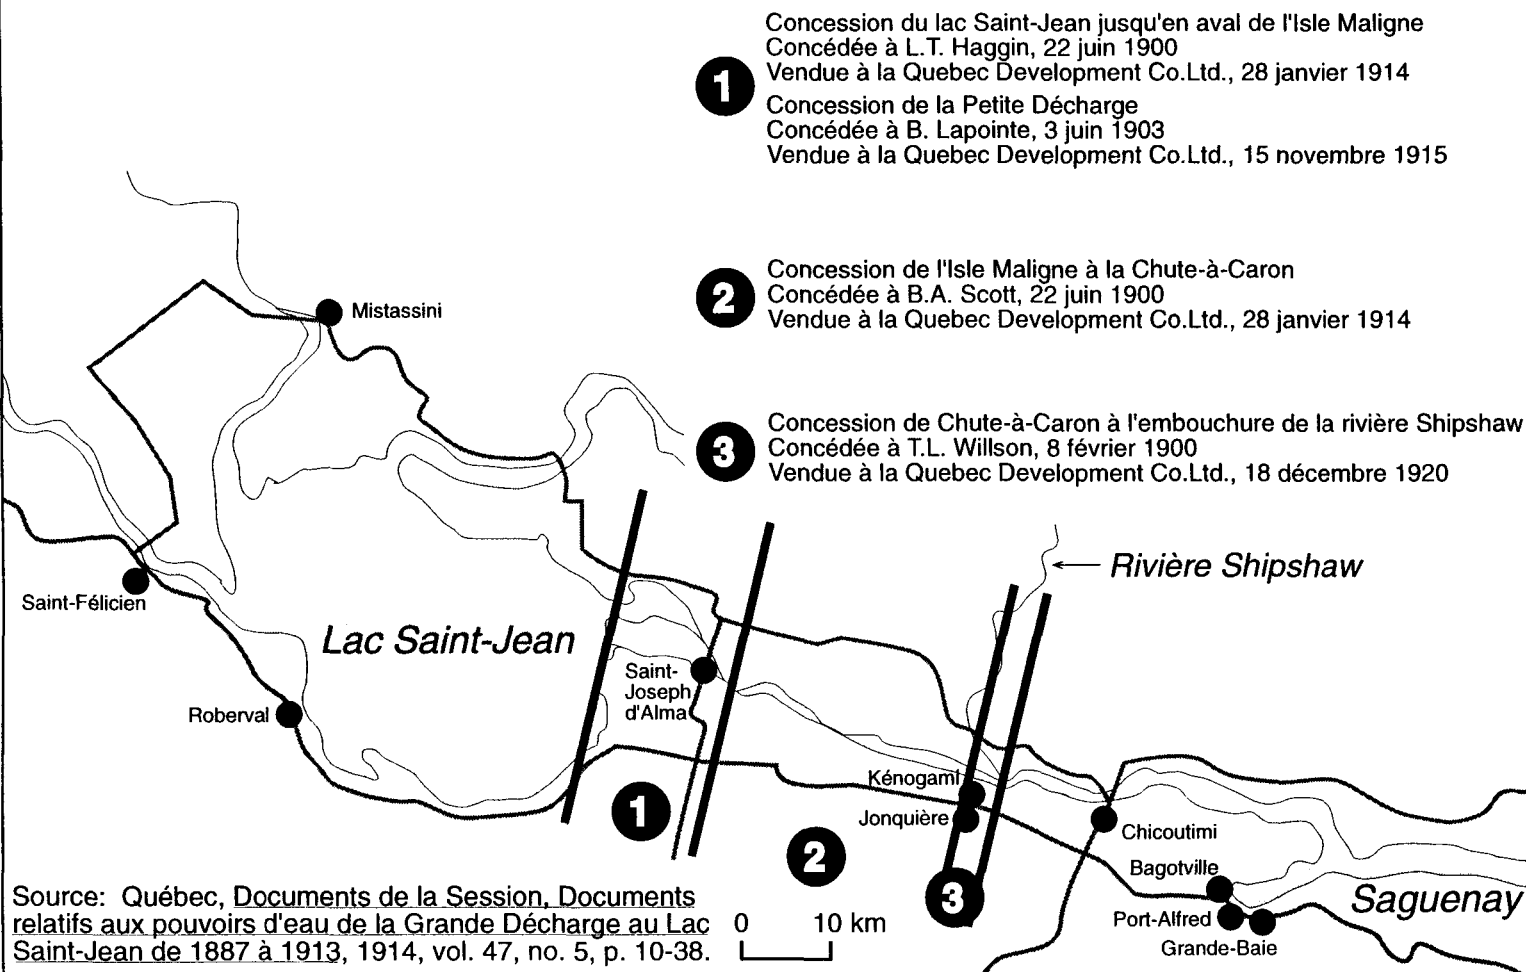 Concession du lac Saint-Jean jusqu'en aval de l'Isle Maligne
Concédée à L.T. Haggin, 22 juin 1900
1
Vendue à la Quebec Development Co.Ltd., 28 janvier 1914
Concession de la Petite Décharge
Concédée à B. Lapointe, 3 juin 1903
Vendue à la Quebec Development Co.Ltd., 15 novembre 1915
Concession de l'Isle Maligne à la Chute-à-Caron
2
Concédée à B.A. Scott, 22 juin 1900
Vendue à la Quebec Development Co.Ltd., 28 janvier 1914
Mistassini
Concession de Chute-à-Caron à l'embouchure de la rivière Shipshaw
3
Concédée à T.L. Willson, 8 février 1900
Vendue à la Quebec Development Co.Ltd., 18 décembre 1920
Rivière Shipshaw
Saint-Félicien
Lac Saint-Jean
Saint-
Joseph
d'Alma
Roberval
Kénogami
Jonquière
Chicoutimi
1
2
3
Bagotville
Port-Alfred
Grande-Baie
Saguenay
Source: Québec, Documents de la Session, Documents
relatifs aux pouvoirs d'eau de la Grande Décharge au Lac
Saint-Jean de 1887 à 1913, 1914, vol. 47, no. 5, p. 10-38.
0 10 km